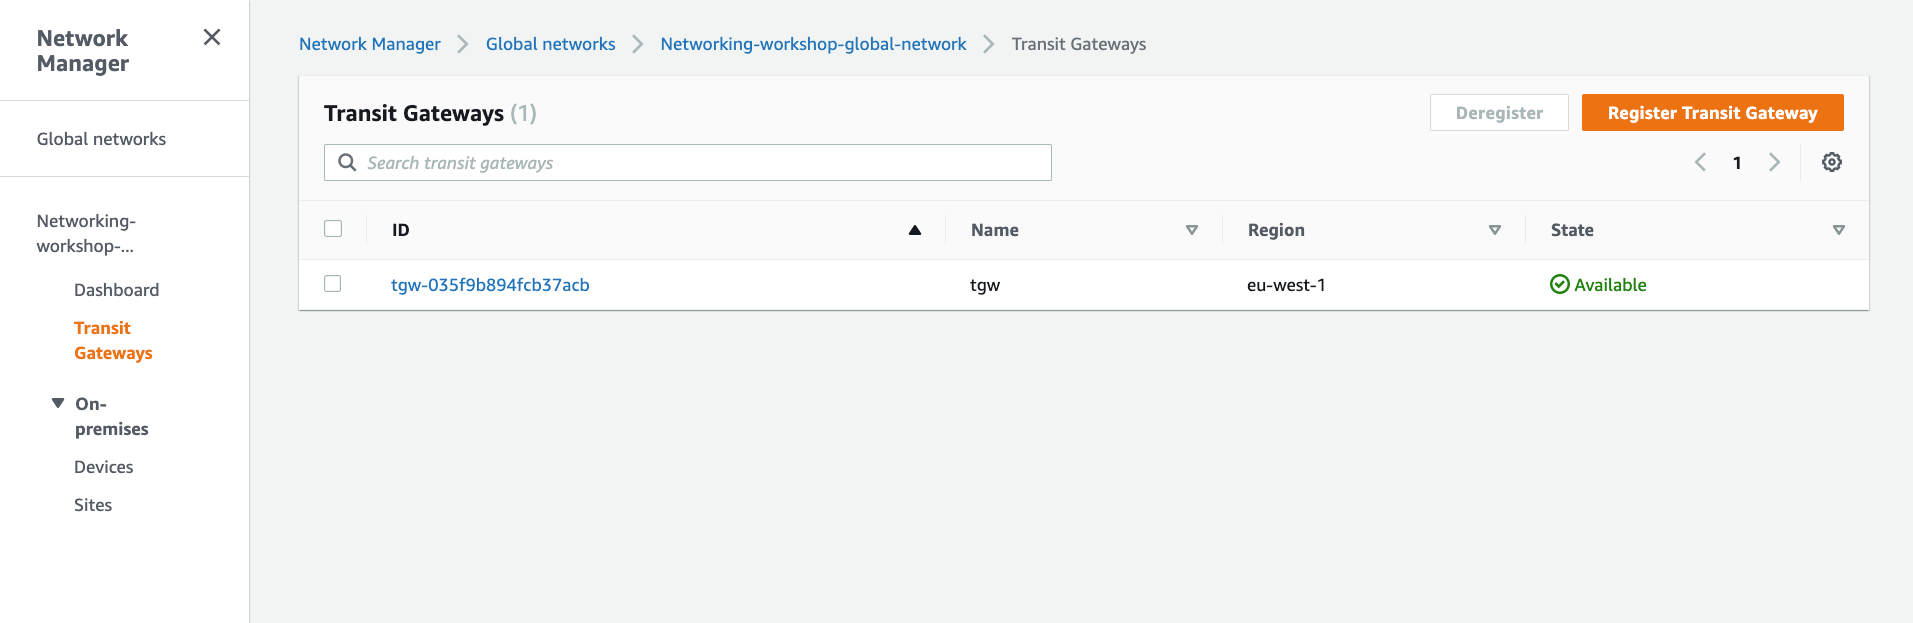 Network
Manager
Global networks
Networking-
workshop-...
Dashboard
Transit
Gateways
On-
premises
Devices
Sites
Network Manager > Global networks > Networking-workshop-global-network > Transit Gateways
Transit Gateways (1)
Deregister
Register Transit Gateway
Search transit gateways
1
ID Name Region State
tgw-035f9b894fcb37acb tgw eu-west-1 Available